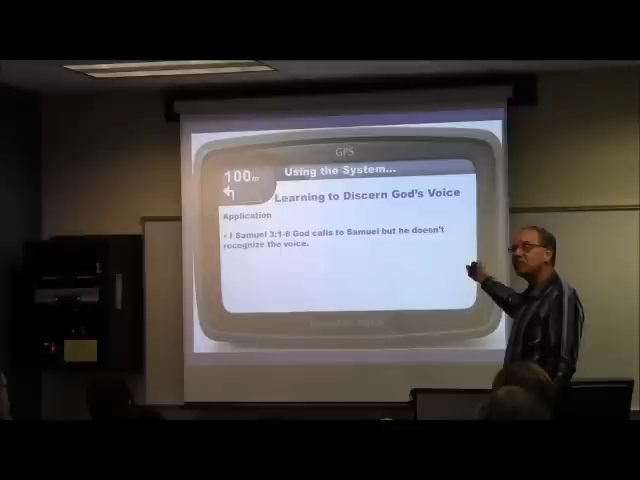 GPS
100m
Using the System...
Learning to Discern God's Voice
Application
• I Samuel 3:1-6 God calls to Samuel but he doesn't
recognize the voice.